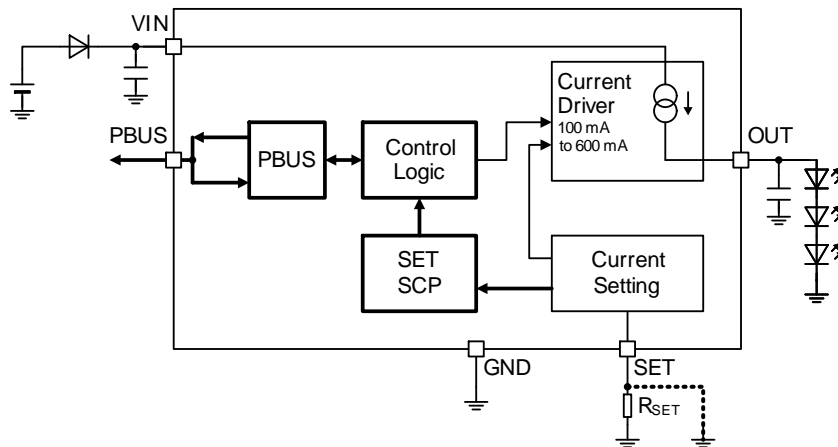 VIN
Current
Driver
100 mA
to 600 mA
PBUS
PBUS
Control
Logic
OUT
SET
SCP
Current
Setting
GND
SET
RSET